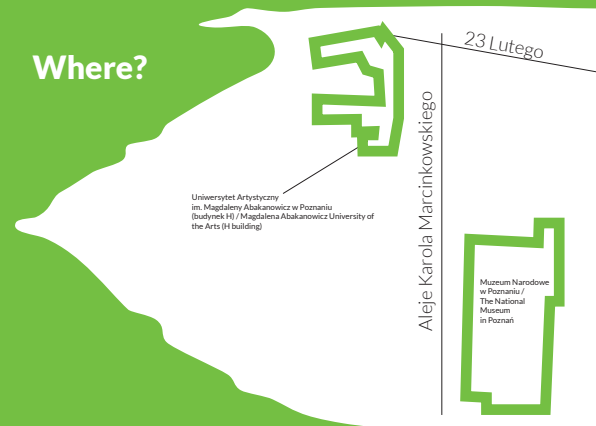 Where?
23 Lutego
Aleje Karola Marcinkowskiego
Uniwersytet Artystyczny
im. Magdaleny Abakanowicz w Poznaniu
(budynek H) / Magdalena Abakanowicz University of
the Arts (H building)
Muzeum Narodowe
w Poznaniu /
The National
Museum
in Poznań